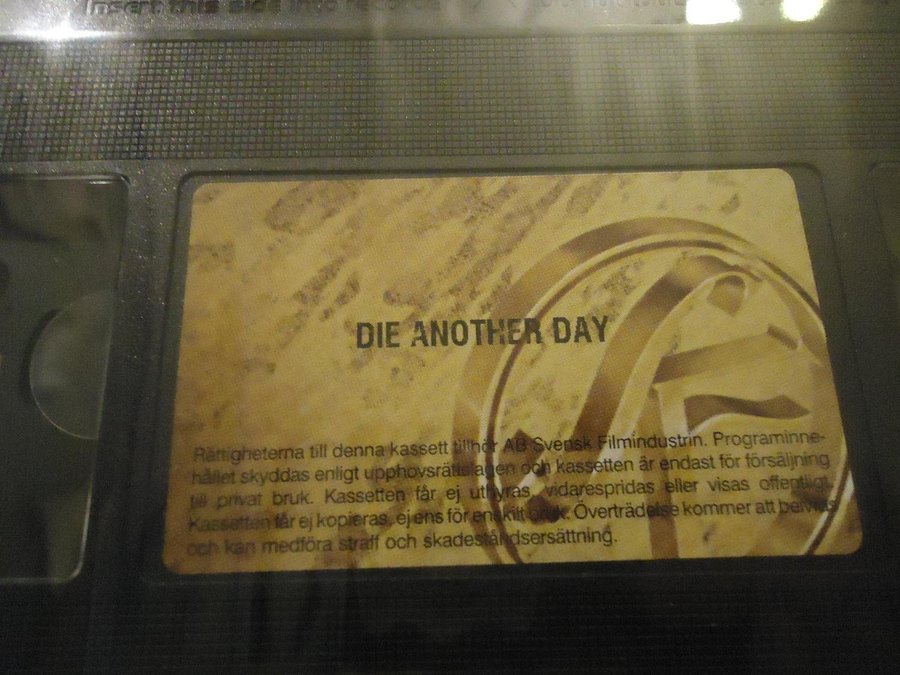 Insert this side into recorder
DIE ANOTHER DAY
Rättigheterna till denna kassett tillhör AB Svensk Filmindustrin. Programinne-
hållet skyddas enligt upphovsrättslagen och kassetten är endast för försäljning
till privat bruk. Kassetten får ej uthyras, vidarespridas eller visas offentligt.
Kassetten får ej kopieras, ej ens för enskilt bruk. Överträdelse kommer att beivras
och kan medföra straff och skadeståndsersättning.